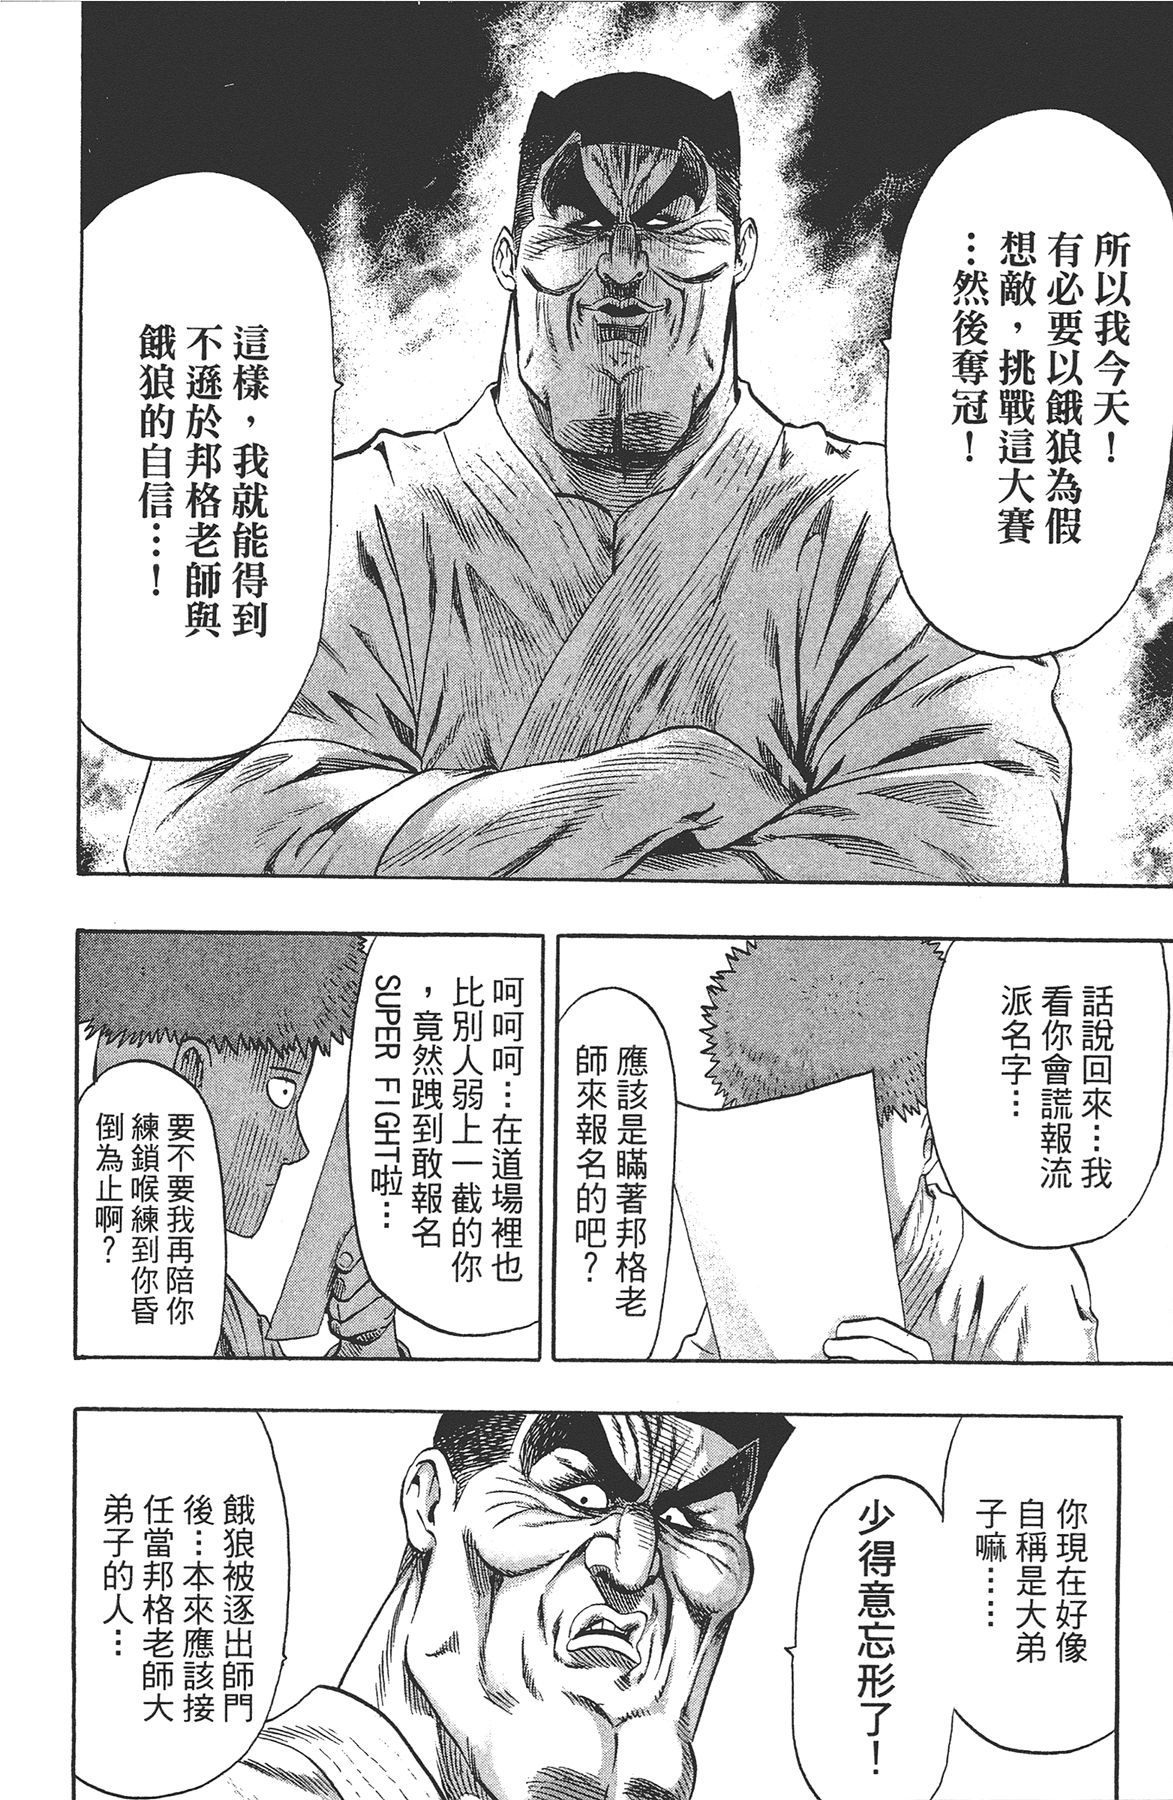 所以我今天！
有必要以餓狼為假
想敵，挑戰這大賽
…然後奪冠！
這樣，我就能得到
不遜於邦格老師與
餓狼的自信…！
話說回來…我
看你會謊報流
派名字…
應該是瞞著邦格老
師來報名的吧？
呵呵呵…在道場裡也
比別人弱上一截的你
，竟然跩到敢報名
SUPER FIGHT啦…
要不要我再陪你
練鎖喉練到你昏
倒為止啊？
你現在好像
自稱是大弟
子嘛……
少得意忘形了！
餓狼被逐出師門
後…本來應該接
任當邦格老師大
弟子的人…